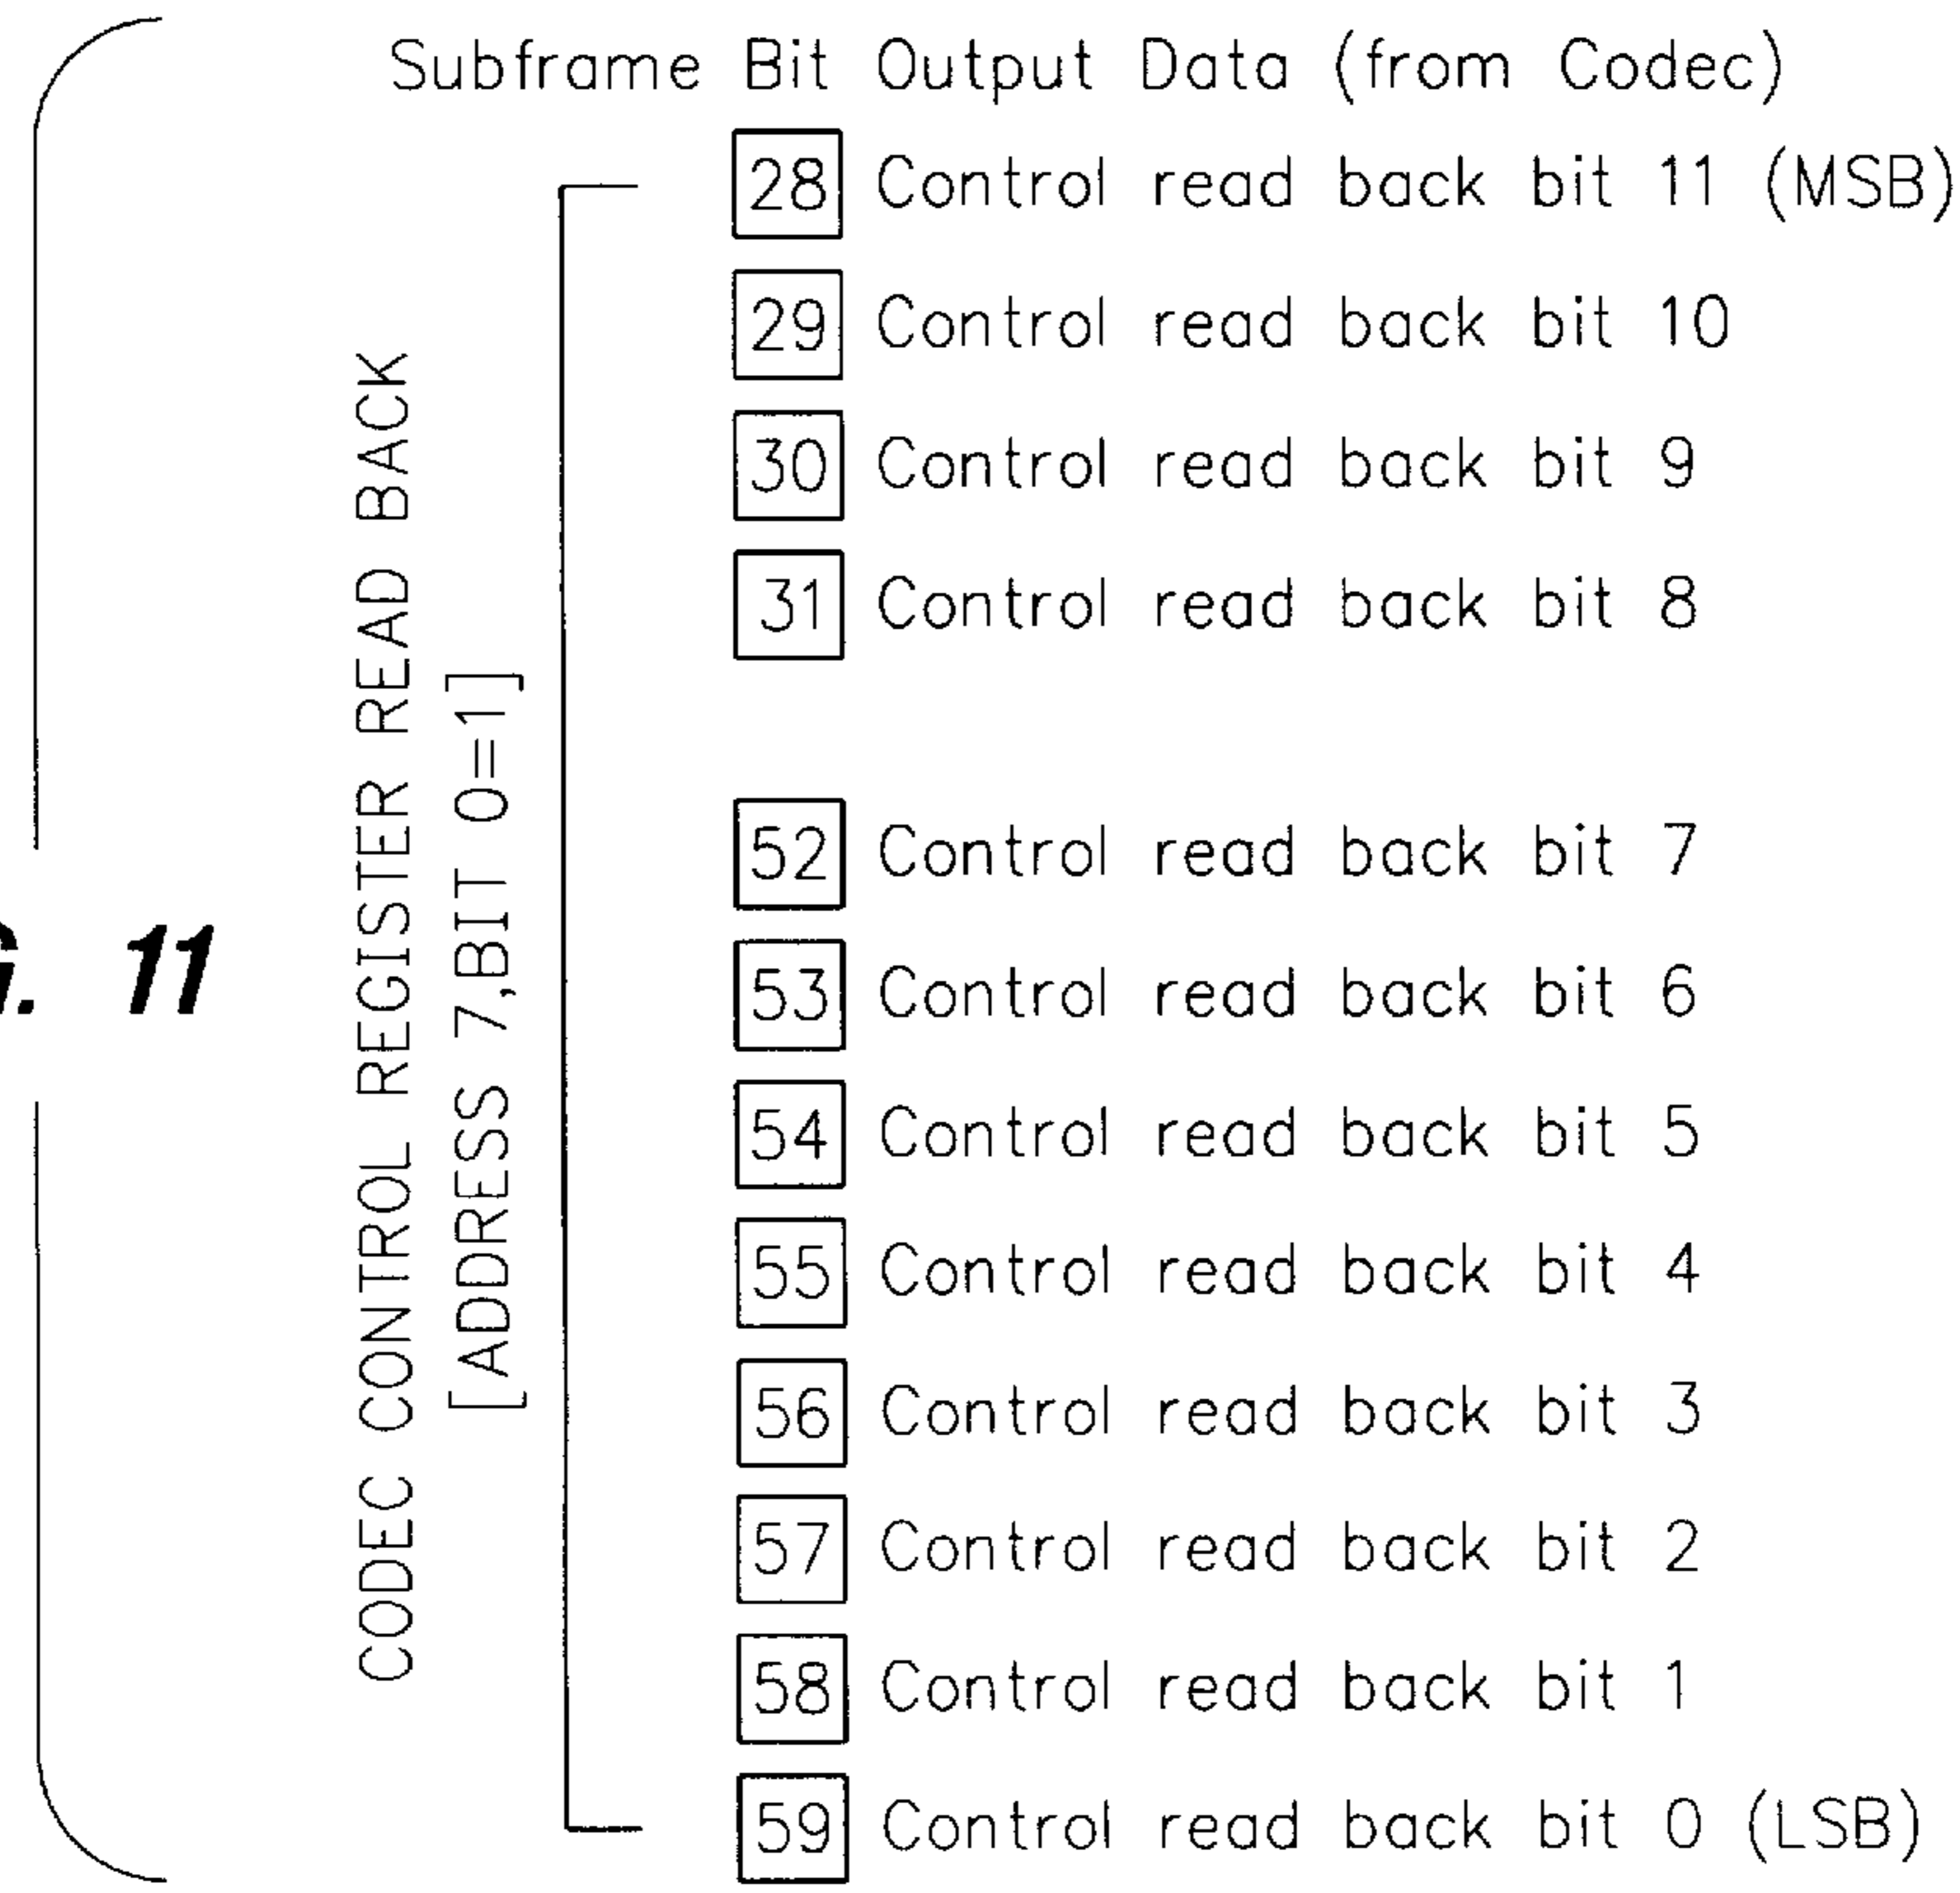 Subframe Bit Output Data (from Codec)
28 Control read back bit 11 (MSB)
29 Control read back bit 10
30 Control read back bit 9
31 Control read back bit 8
52 Control read back bit 7
53 Control read back bit 6
54 Control read back bit 5
55 Control read back bit 4
56 Control read back bit 3
57 Control read back bit 2
58 Control read back bit 1
59 Control read back bit 0 (LSB)
CODEC CONTROL REGISTER READ BACK
[ADDRESS 7,BIT 0=1]
G. 11